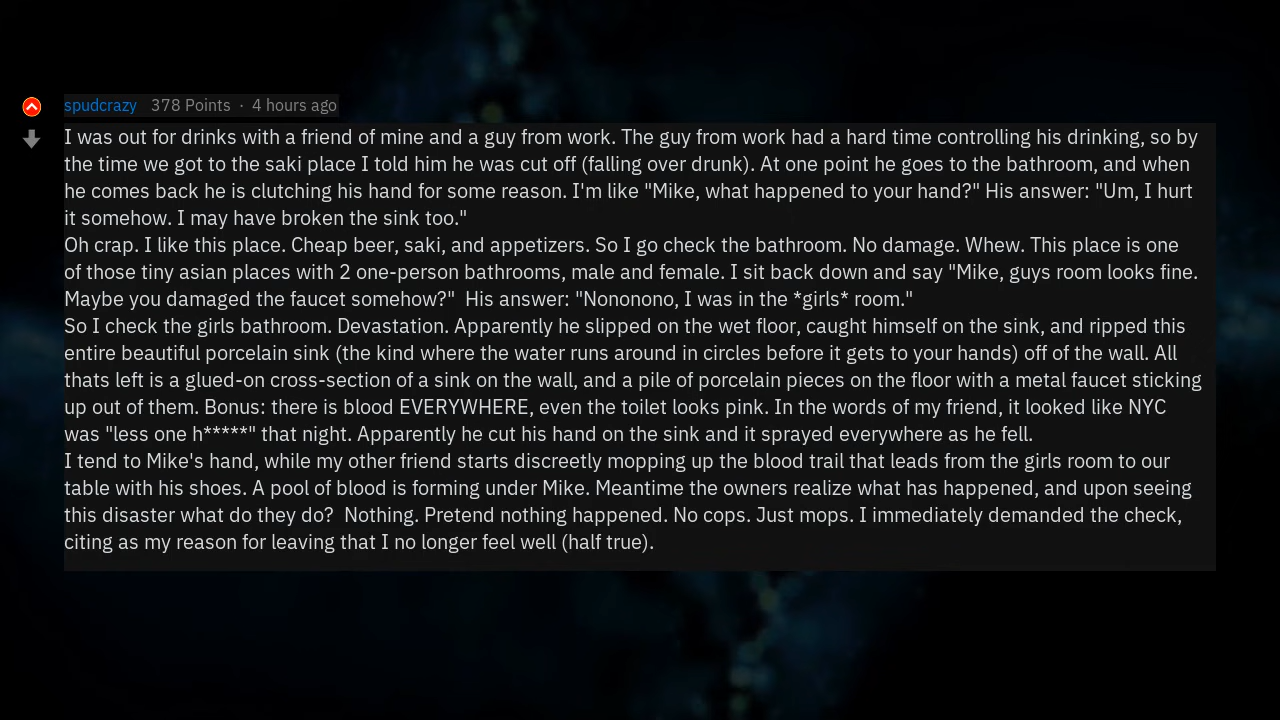 spudcrazy 378 Points · 4 hours ago
I was out for drinks with a friend of mine and a guy from work. The guy from work had a hard time controlling his drinking, so by
the time we got to the saki place I told him he was cut off (falling over drunk). At one point he goes to the bathroom, and when
he comes back he is clutching his hand for some reason. I'm like "Mike, what happened to your hand?" His answer: "Um, I hurt
it somehow. I may have broken the sink too."
Oh crap. I like this place. Cheap beer, saki, and appetizers. So I go check the bathroom. No damage. Whew. This place is one
of those tiny asian places with 2 one-person bathrooms, male and female. I sit back down and say "Mike, guys room looks fine.
Maybe you damaged the faucet somehow?"  His answer: "Nononono, I was in the *girls* room."
So I check the girls bathroom. Devastation. Apparently he slipped on the wet floor, caught himself on the sink, and ripped this
entire beautiful porcelain sink (the kind where the water runs around in circles before it gets to your hands) off of the wall. All
thats left is a glued-on cross-section of a sink on the wall, and a pile of porcelain pieces on the floor with a metal faucet sticking
up out of them. Bonus: there is blood EVERYWHERE, even the toilet looks pink. In the words of my friend, it looked like NYC
was "less one h*****" that night. Apparently he cut his hand on the sink and it sprayed everywhere as he fell.
I tend to Mike's hand, while my other friend starts discreetly mopping up the blood trail that leads from the girls room to our
table with his shoes. A pool of blood is forming under Mike. Meantime the owners realize what has happened, and upon seeing
this disaster what do they do?  Nothing. Pretend nothing happened. No cops. Just mops. I immediately demanded the check,
citing as my reason for leaving that I no longer feel well (half true).